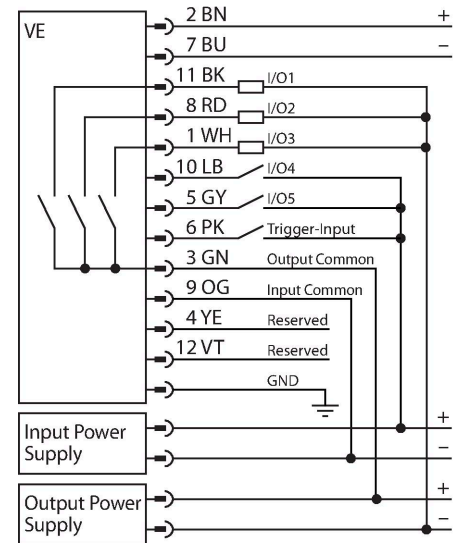 VE
2 BN +
7 BU −
11 BK I/O1
8 RD I/O2
1 WH I/O3
10 LB I/O4
5 GY I/O5
6 PK Trigger-Input
3 GN Output Common
9 OG Input Common
4 YE Reserved
12 VT Reserved
GND
Input Power
Supply
+
−
Output Power
Supply
+
−